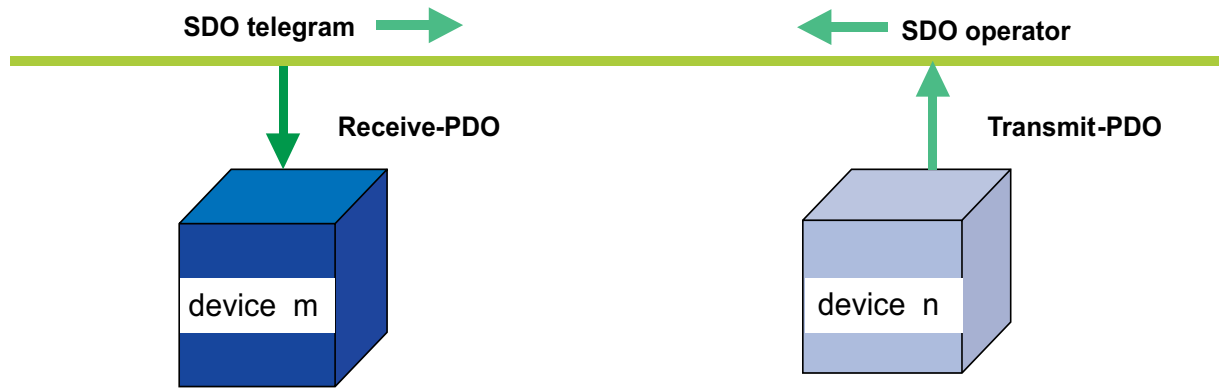 SDO telegram
SDO operator
Receive-PDO
Transmit-PDO
device m
device n